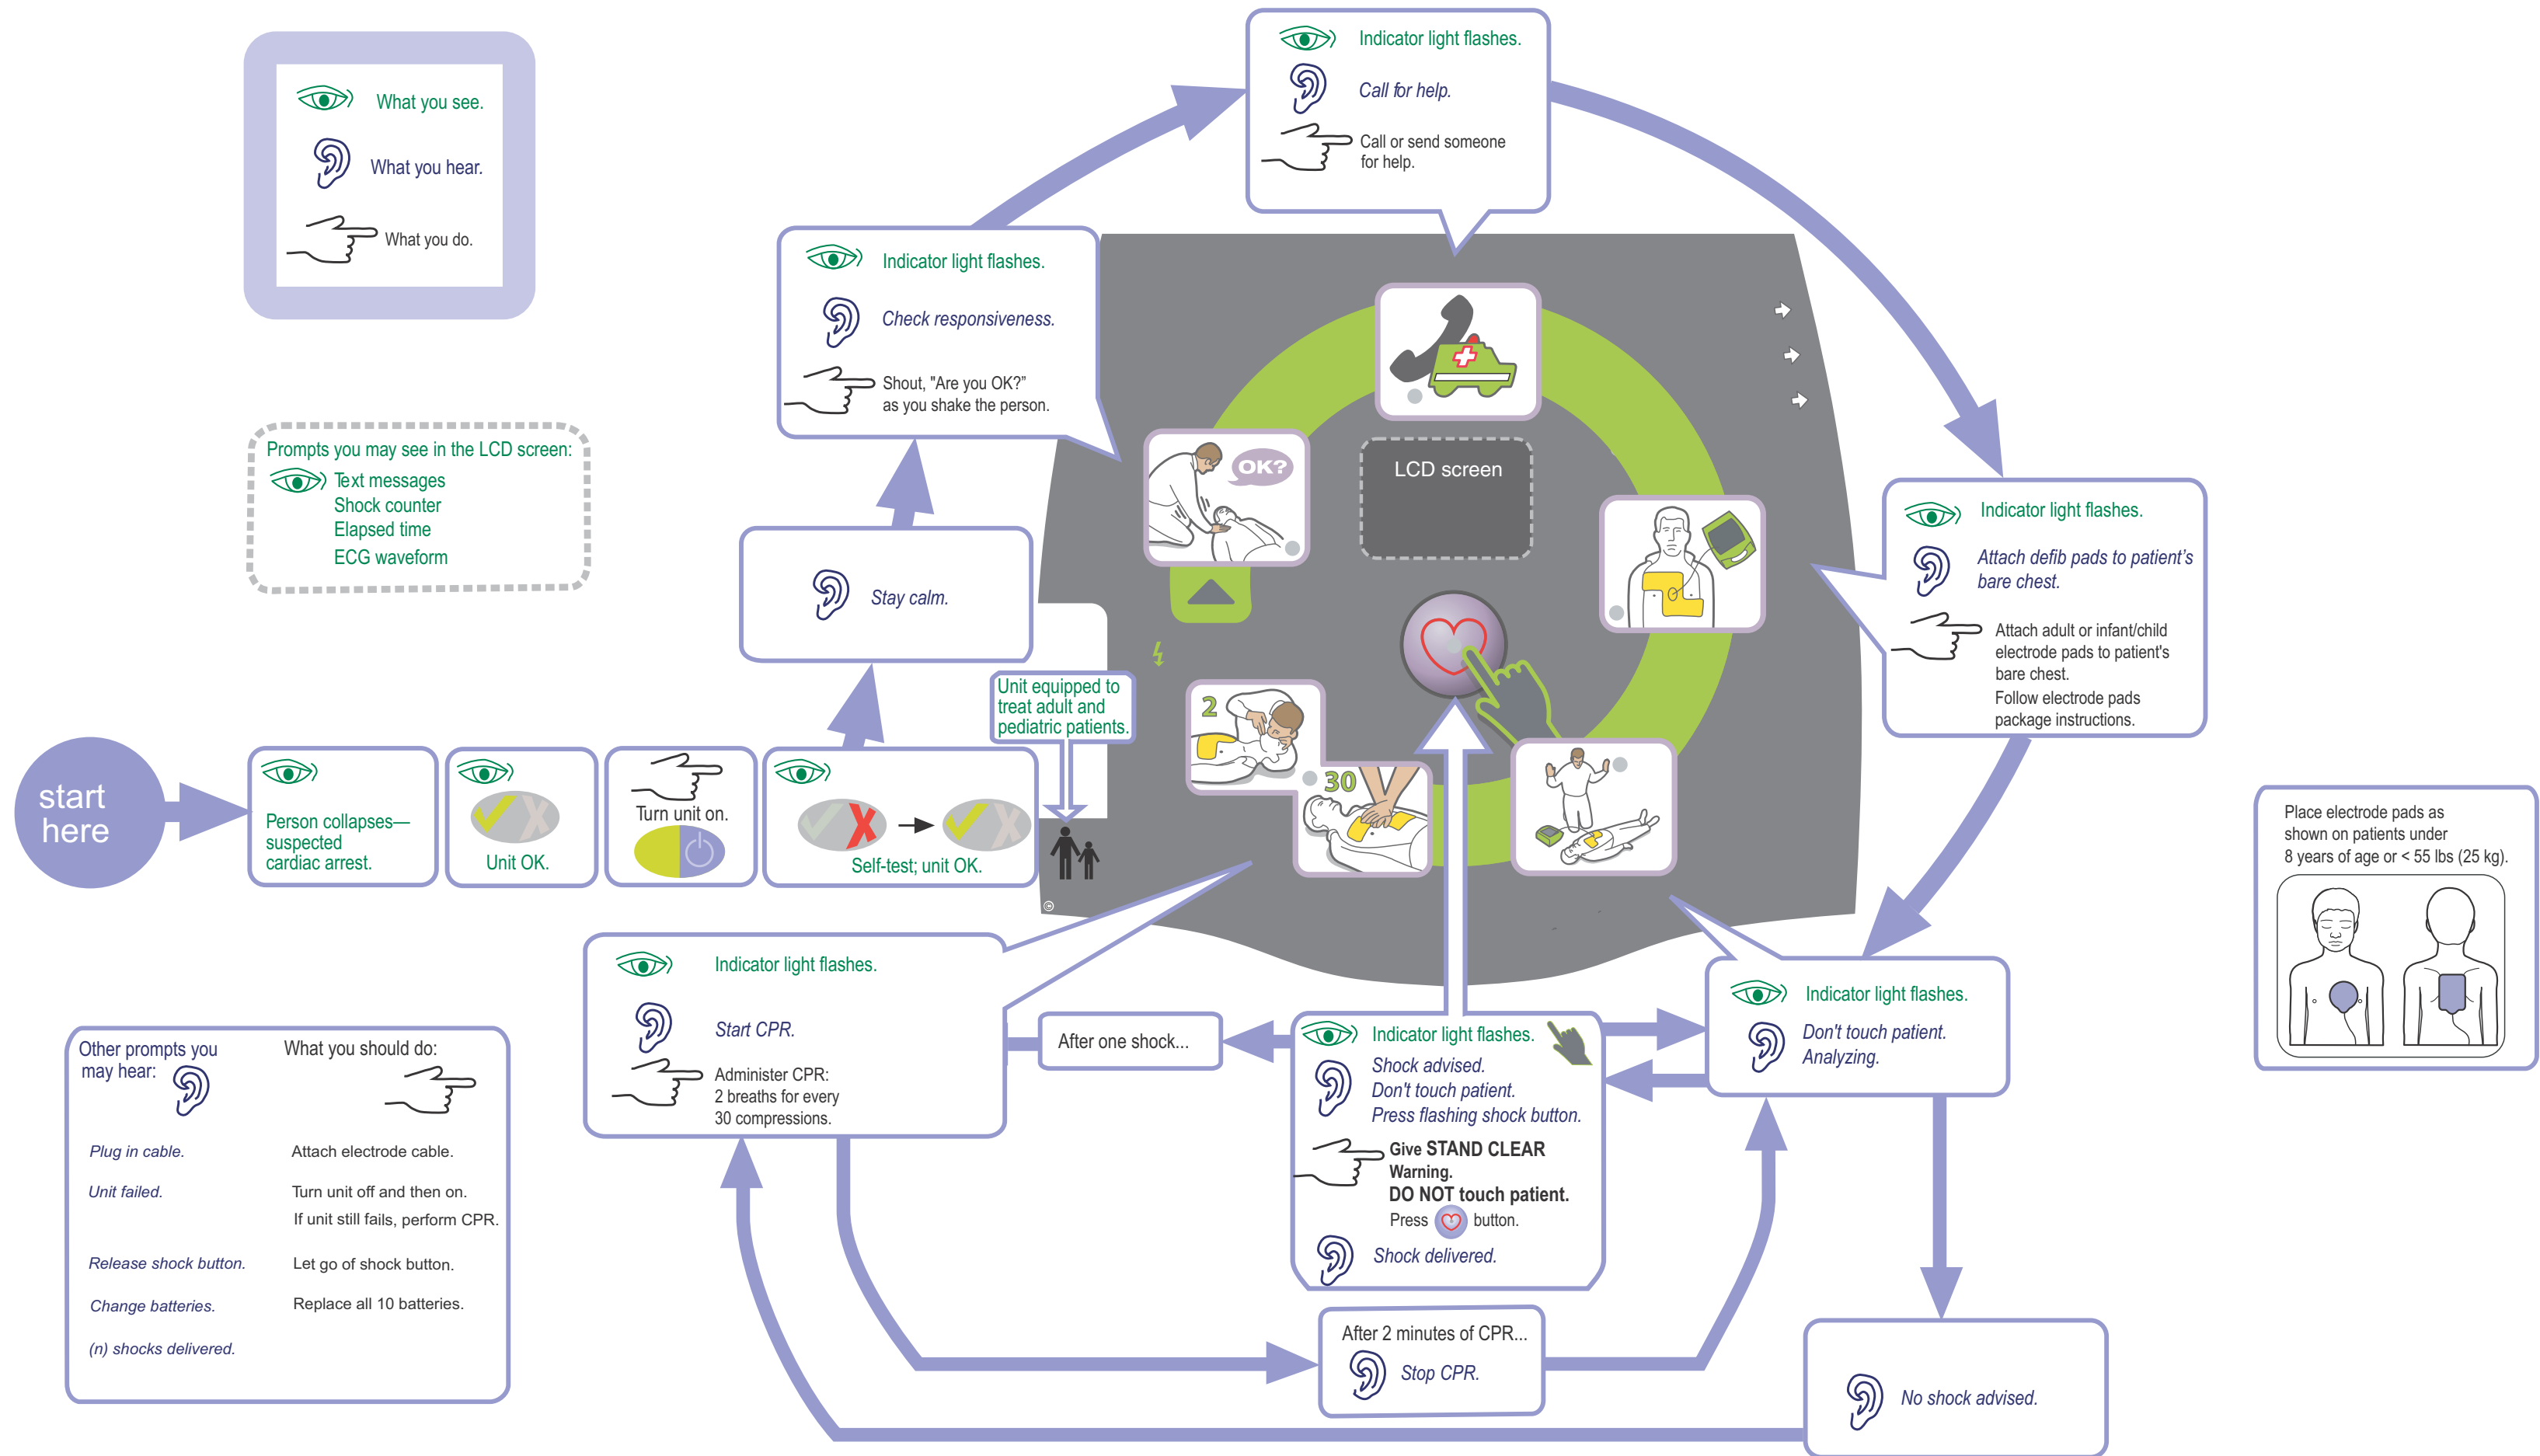 What you see.
What you hear.
What you do.
Prompts you may see in the LCD screen:
Text messages
Shock counter
Elapsed time
ECG waveform
start
here
Person collapses—
suspected
cardiac arrest.
Unit OK.
Turn unit on.
Self-test; unit OK.
Unit equipped to
treat adult and
pediatric patients.
Stay calm.
Indicator light flashes.
Check responsiveness.
Shout, "Are you OK?”
as you shake the person.
Indicator light flashes.
Call for help.
Call or send someone
for help.
OK?
LCD screen
2
30
Indicator light flashes.
Attach defib pads to patient's
bare chest.
Attach adult or infant/child
electrode pads to patient's
bare chest.
Follow electrode pads
package instructions.
Place electrode pads as
shown on patients under
8 years of age or < 55 lbs (25 kg).
Indicator light flashes.
Don't touch patient.
Analyzing.
Indicator light flashes.
Shock advised.
Don't touch patient.
Press flashing shock button.
Give STAND CLEAR
Warning.
DO NOT touch patient.
Press button.
Shock delivered.
After one shock...
Indicator light flashes.
Start CPR.
Administer CPR:
2 breaths for every
30 compressions.
After 2 minutes of CPR...
Stop CPR.
No shock advised.
Other prompts you
may hear:
What you should do:
Plug in cable.
Attach electrode cable.
Unit failed.
Turn unit off and then on.
If unit still fails, perform CPR.
Release shock button.
Let go of shock button.
Change batteries.
Replace all 10 batteries.
(n) shocks delivered.